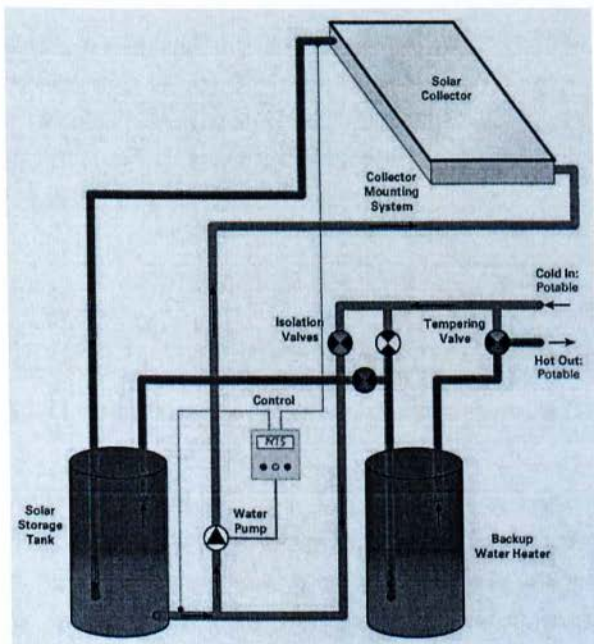 Solar
Collector
Collector
Mounting
System
Cold In:
Potable
Isolation
Valves
Tempering
Valve
Hot Out:
Potable
Control
Solar
Storage
Tank
Water
Pump
Backup
Water Heater